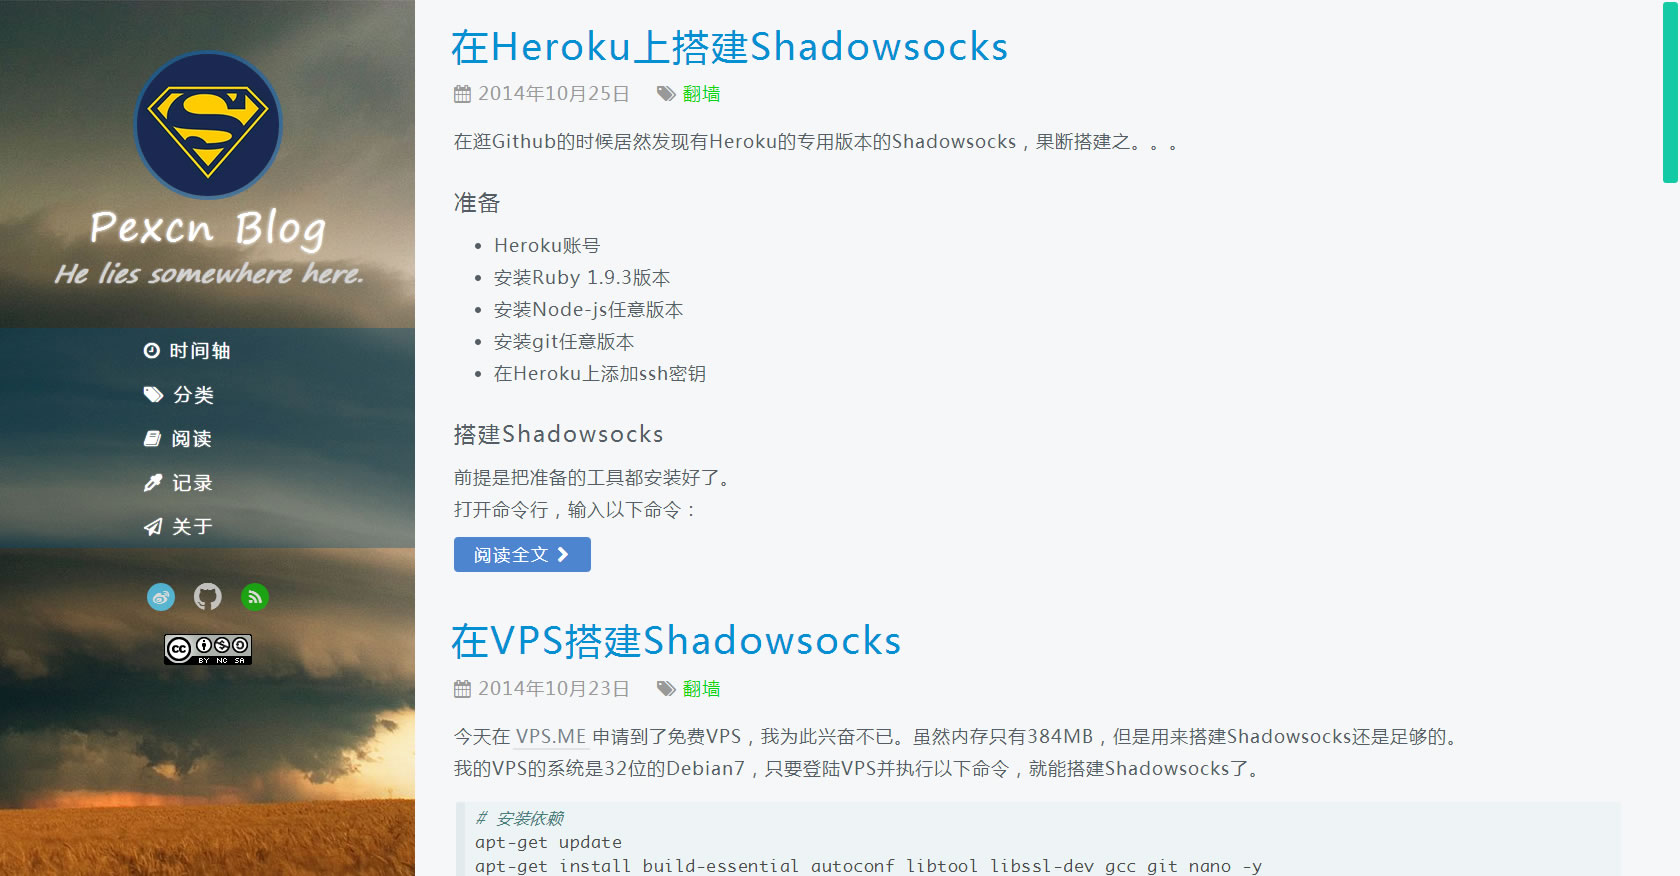 Pexcn Blog
He lies somewhere here.
时间轴
分类
阅读
记录
关于
cc
BY NC SA
在Heroku上搭建Shadowsocks
2014年10月25日 翻墙
在逛Github的时候居然发现有Heroku的专用版本的Shadowsocks，果断搭建之。。。
准备
• Heroku账号
• 安装Ruby 1.9.3版本
• 安装Node-js任意版本
• 安装git任意版本
• 在Heroku上添加ssh密钥
搭建Shadowsocks
前提是把准备的工具都安装好了。
打开命令行，输入以下命令：
阅读全文
在VPS搭建Shadowsocks
2014年10月23日 翻墙
今天在 VPS.ME 申请到了免费VPS，我为此兴奋不已。虽然内存只有384MB，但是用来搭建Shadowsocks还是足够的。
我的VPS的系统是32位的Debian7，只要登陆VPS并执行以下命令，就能搭建Shadowsocks了。
# 安装依赖
apt-get update
apt-get install build-essential autoconf libtool libssl-dev gcc git nano -y